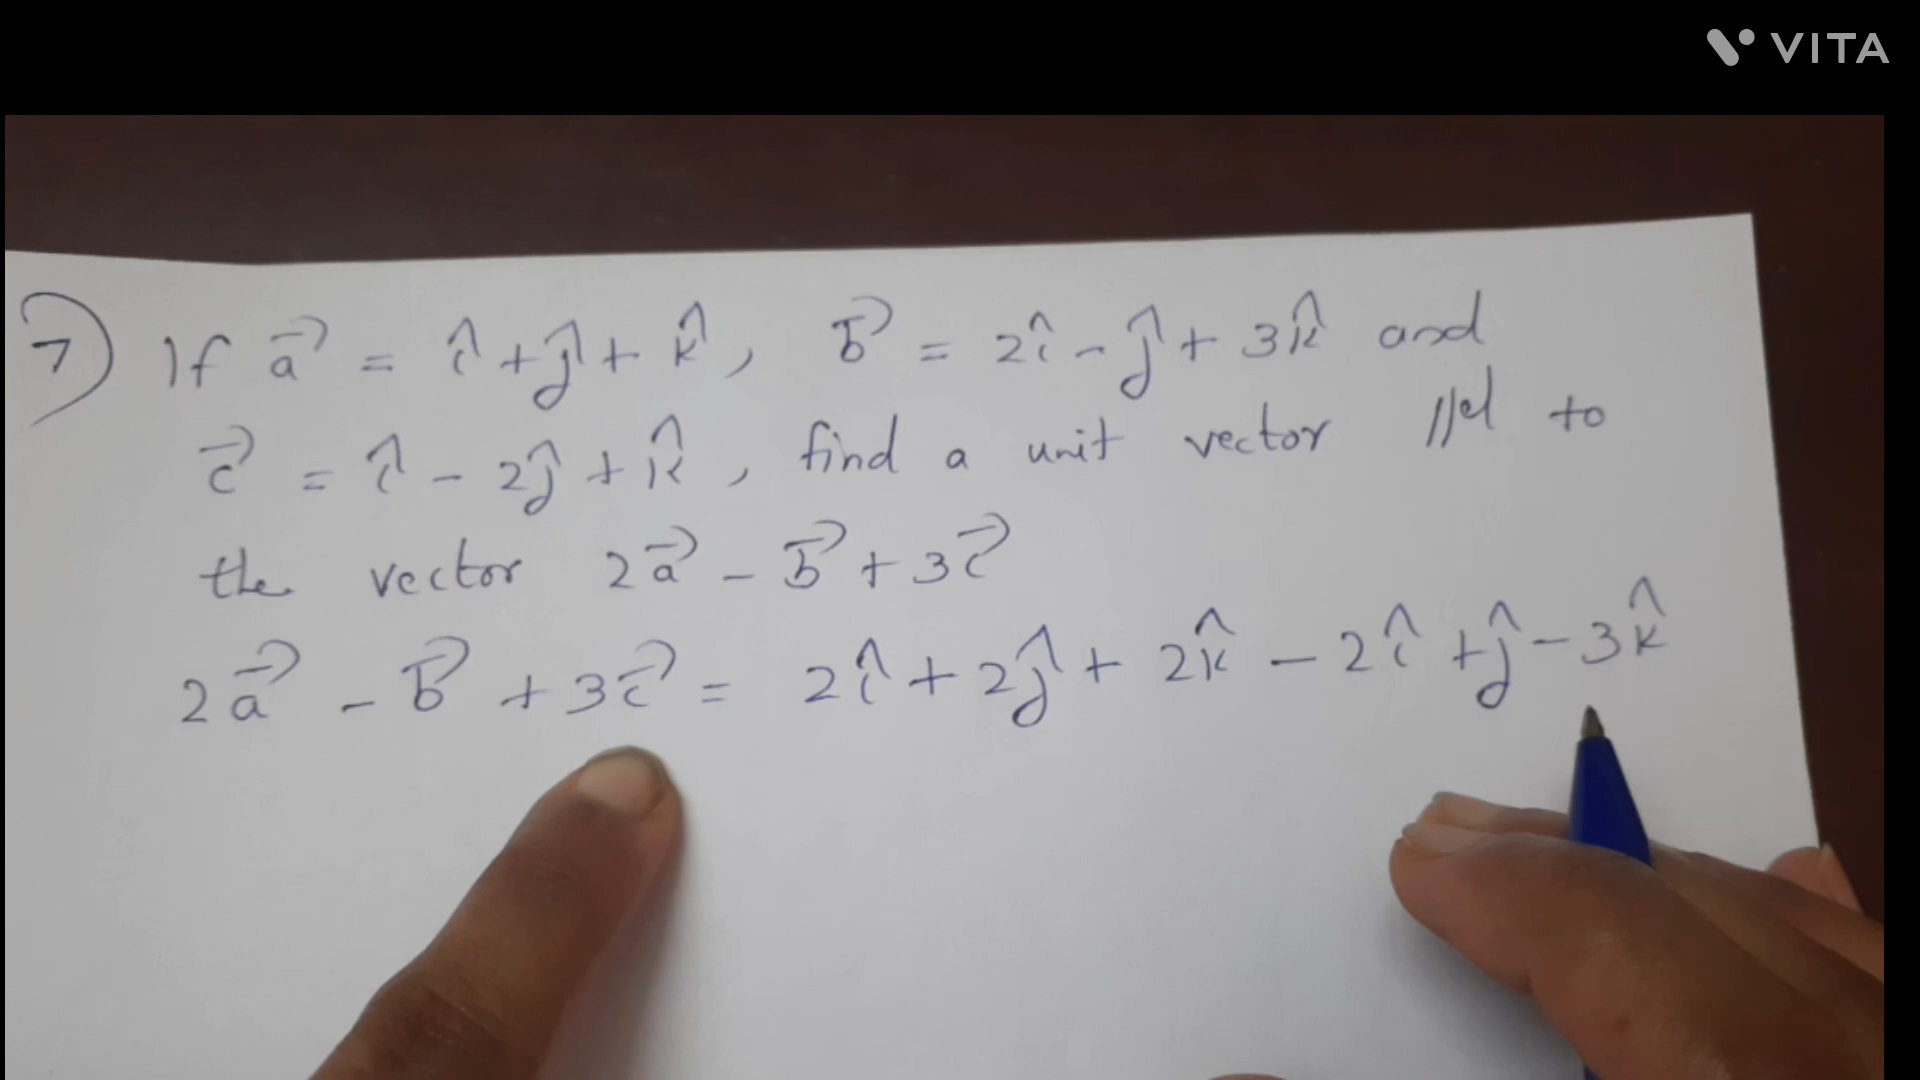 VITA
7) If a⃗ = î + ĵ + k̂, b⃗ = 2î - ĵ + 3k̂ and
c⃗ = î - 2ĵ + k̂, find a unit vector ||el to
the vector 2a⃗ - b⃗ + 3c⃗
2a⃗ - b⃗ + 3c⃗ = 2î + 2ĵ + 2k̂ - 2î + ĵ - 3k̂